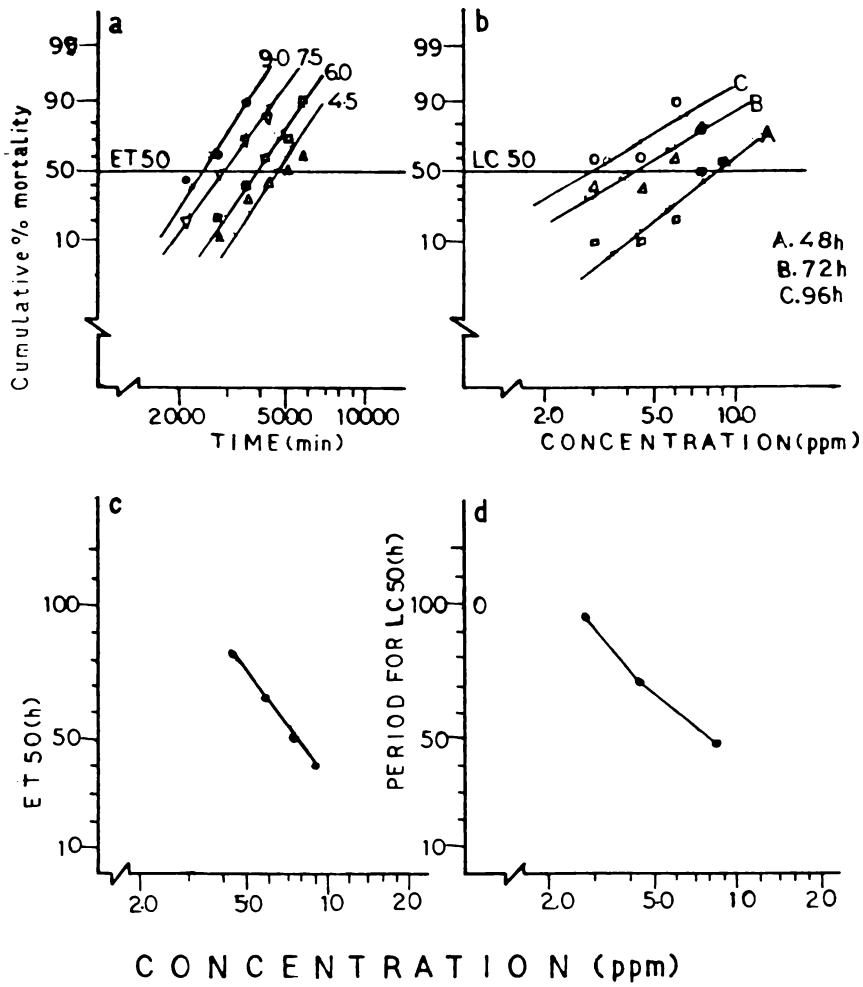 a
Cumulative % mortality
99
90
50
10
ET50
9.0 7.5
6.0
4.5
2000 5000 10000
TIME(min)
b
99
90
50
10
LC50
C
B
A
A.48h
B.72h
C.96h
2.0 5.0 10.0
CONCENTRATION(ppm)
c
ET50(h)
100
50
10
2.0 5.0 10 20
d
PERIOD FOR LC50(h)
100
50
10
2.0 5.0 10 20
CONCENTRATION (ppm)